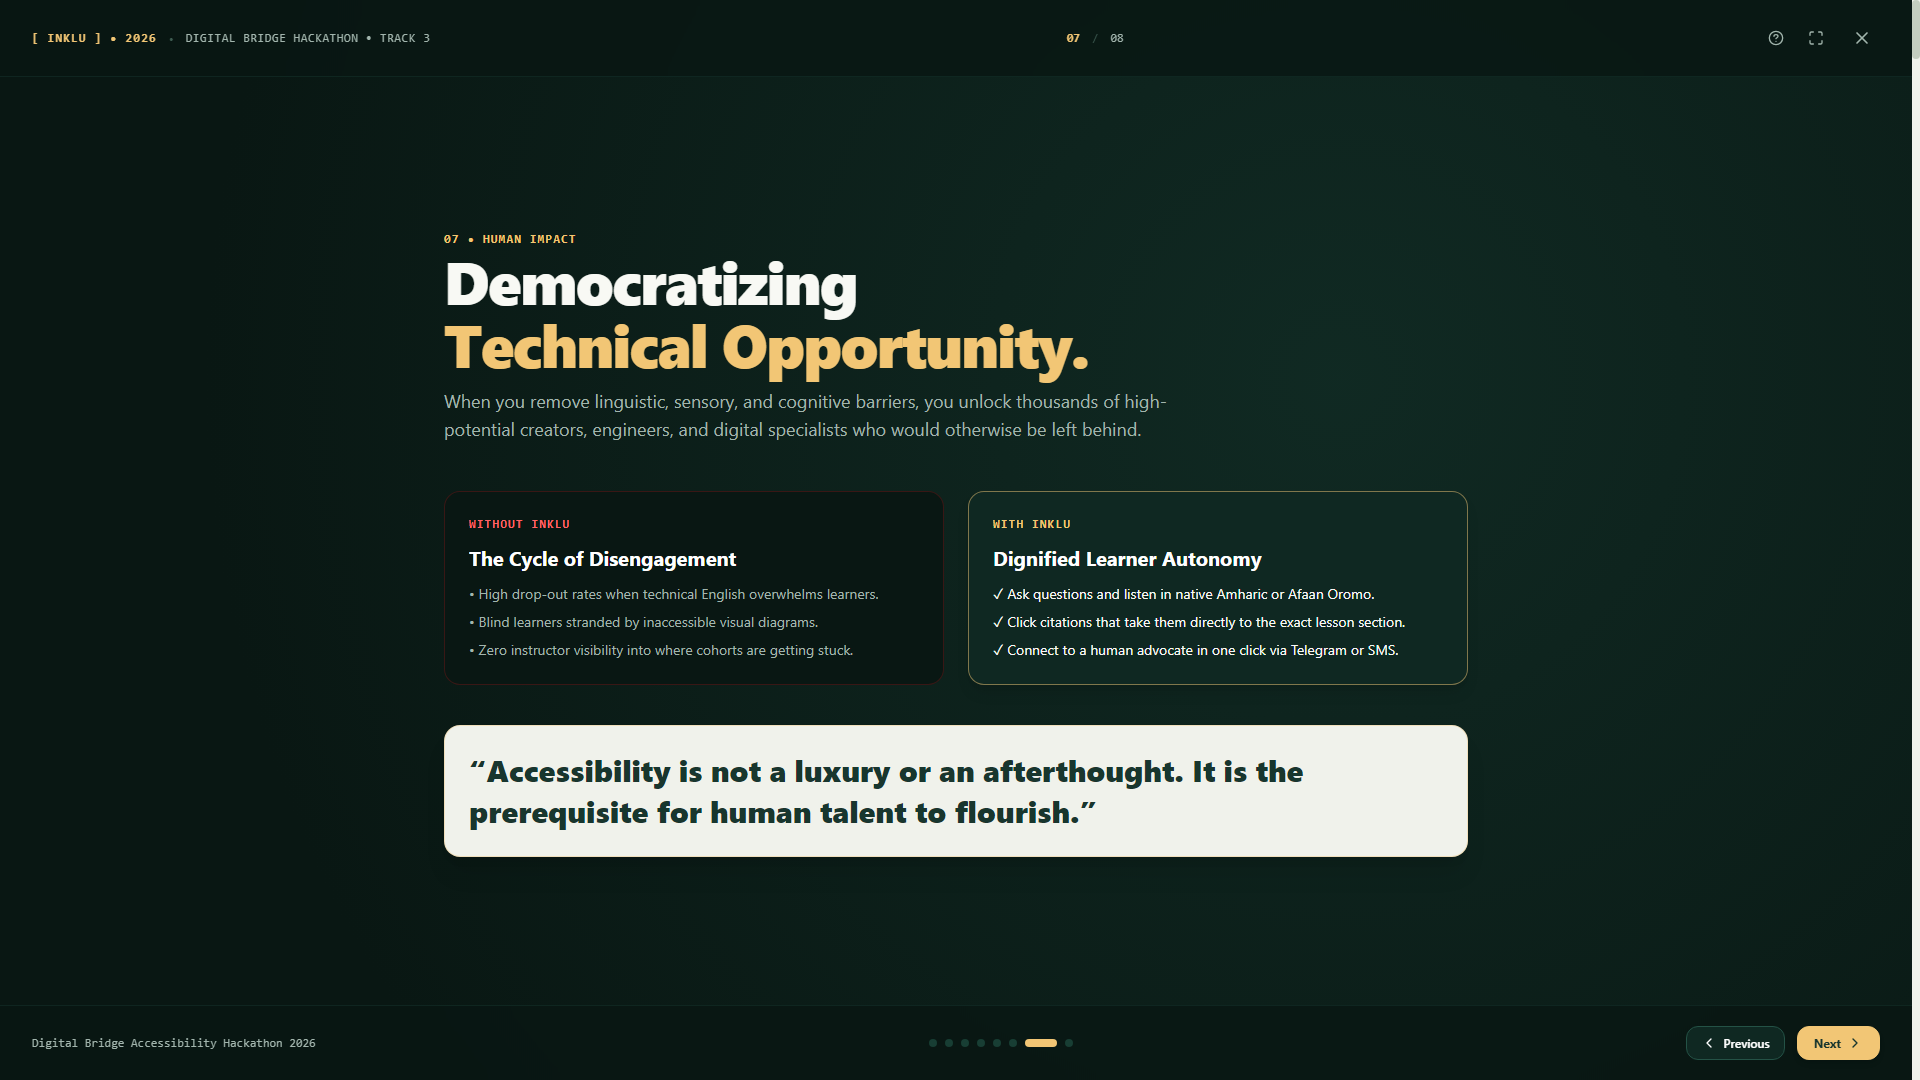 [ INKLU ] • 2026 • DIGITAL BRIDGE HACKATHON • TRACK 3
07 / 08
07 • HUMAN IMPACT
Democratizing
Technical Opportunity.
When you remove linguistic, sensory, and cognitive barriers, you unlock thousands of high-
potential creators, engineers, and digital specialists who would otherwise be left behind.
WITHOUT INKLU
The Cycle of Disengagement
• High drop-out rates when technical English overwhelms learners.
• Blind learners stranded by inaccessible visual diagrams.
• Zero instructor visibility into where cohorts are getting stuck.
WITH INKLU
Dignified Learner Autonomy
✓ Ask questions and listen in native Amharic or Afaan Oromo.
✓ Click citations that take them directly to the exact lesson section.
✓ Connect to a human advocate in one click via Telegram or SMS.
“Accessibility is not a luxury or an afterthought. It is the
prerequisite for human talent to flourish.”
Digital Bridge Accessibility Hackathon 2026
Previous
Next